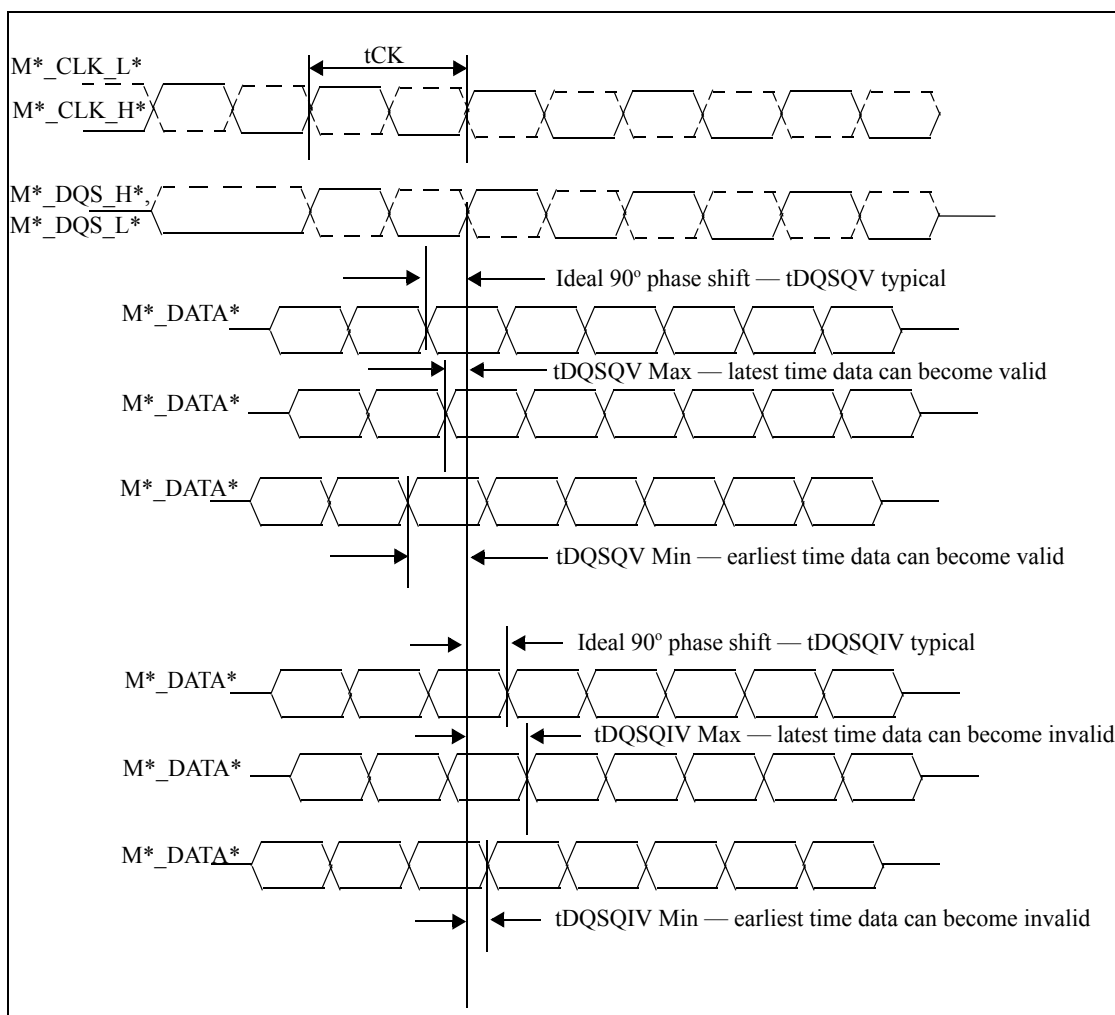 tCK
M*_CLK_L*
M*_CLK_H*
M*_DQS_H*,
M*_DQS_L*
Ideal 90º phase shift — tDQSQV typical
M*_DATA*
tDQSQV Max — latest time data can become valid
M*_DATA*
M*_DATA*
tDQSQV Min — earliest time data can become valid
Ideal 90º phase shift — tDQSQIV typical
M*_DATA*
tDQSQIV Max — latest time data can become invalid
M*_DATA*
M*_DATA*
tDQSQIV Min — earliest time data can become invalid